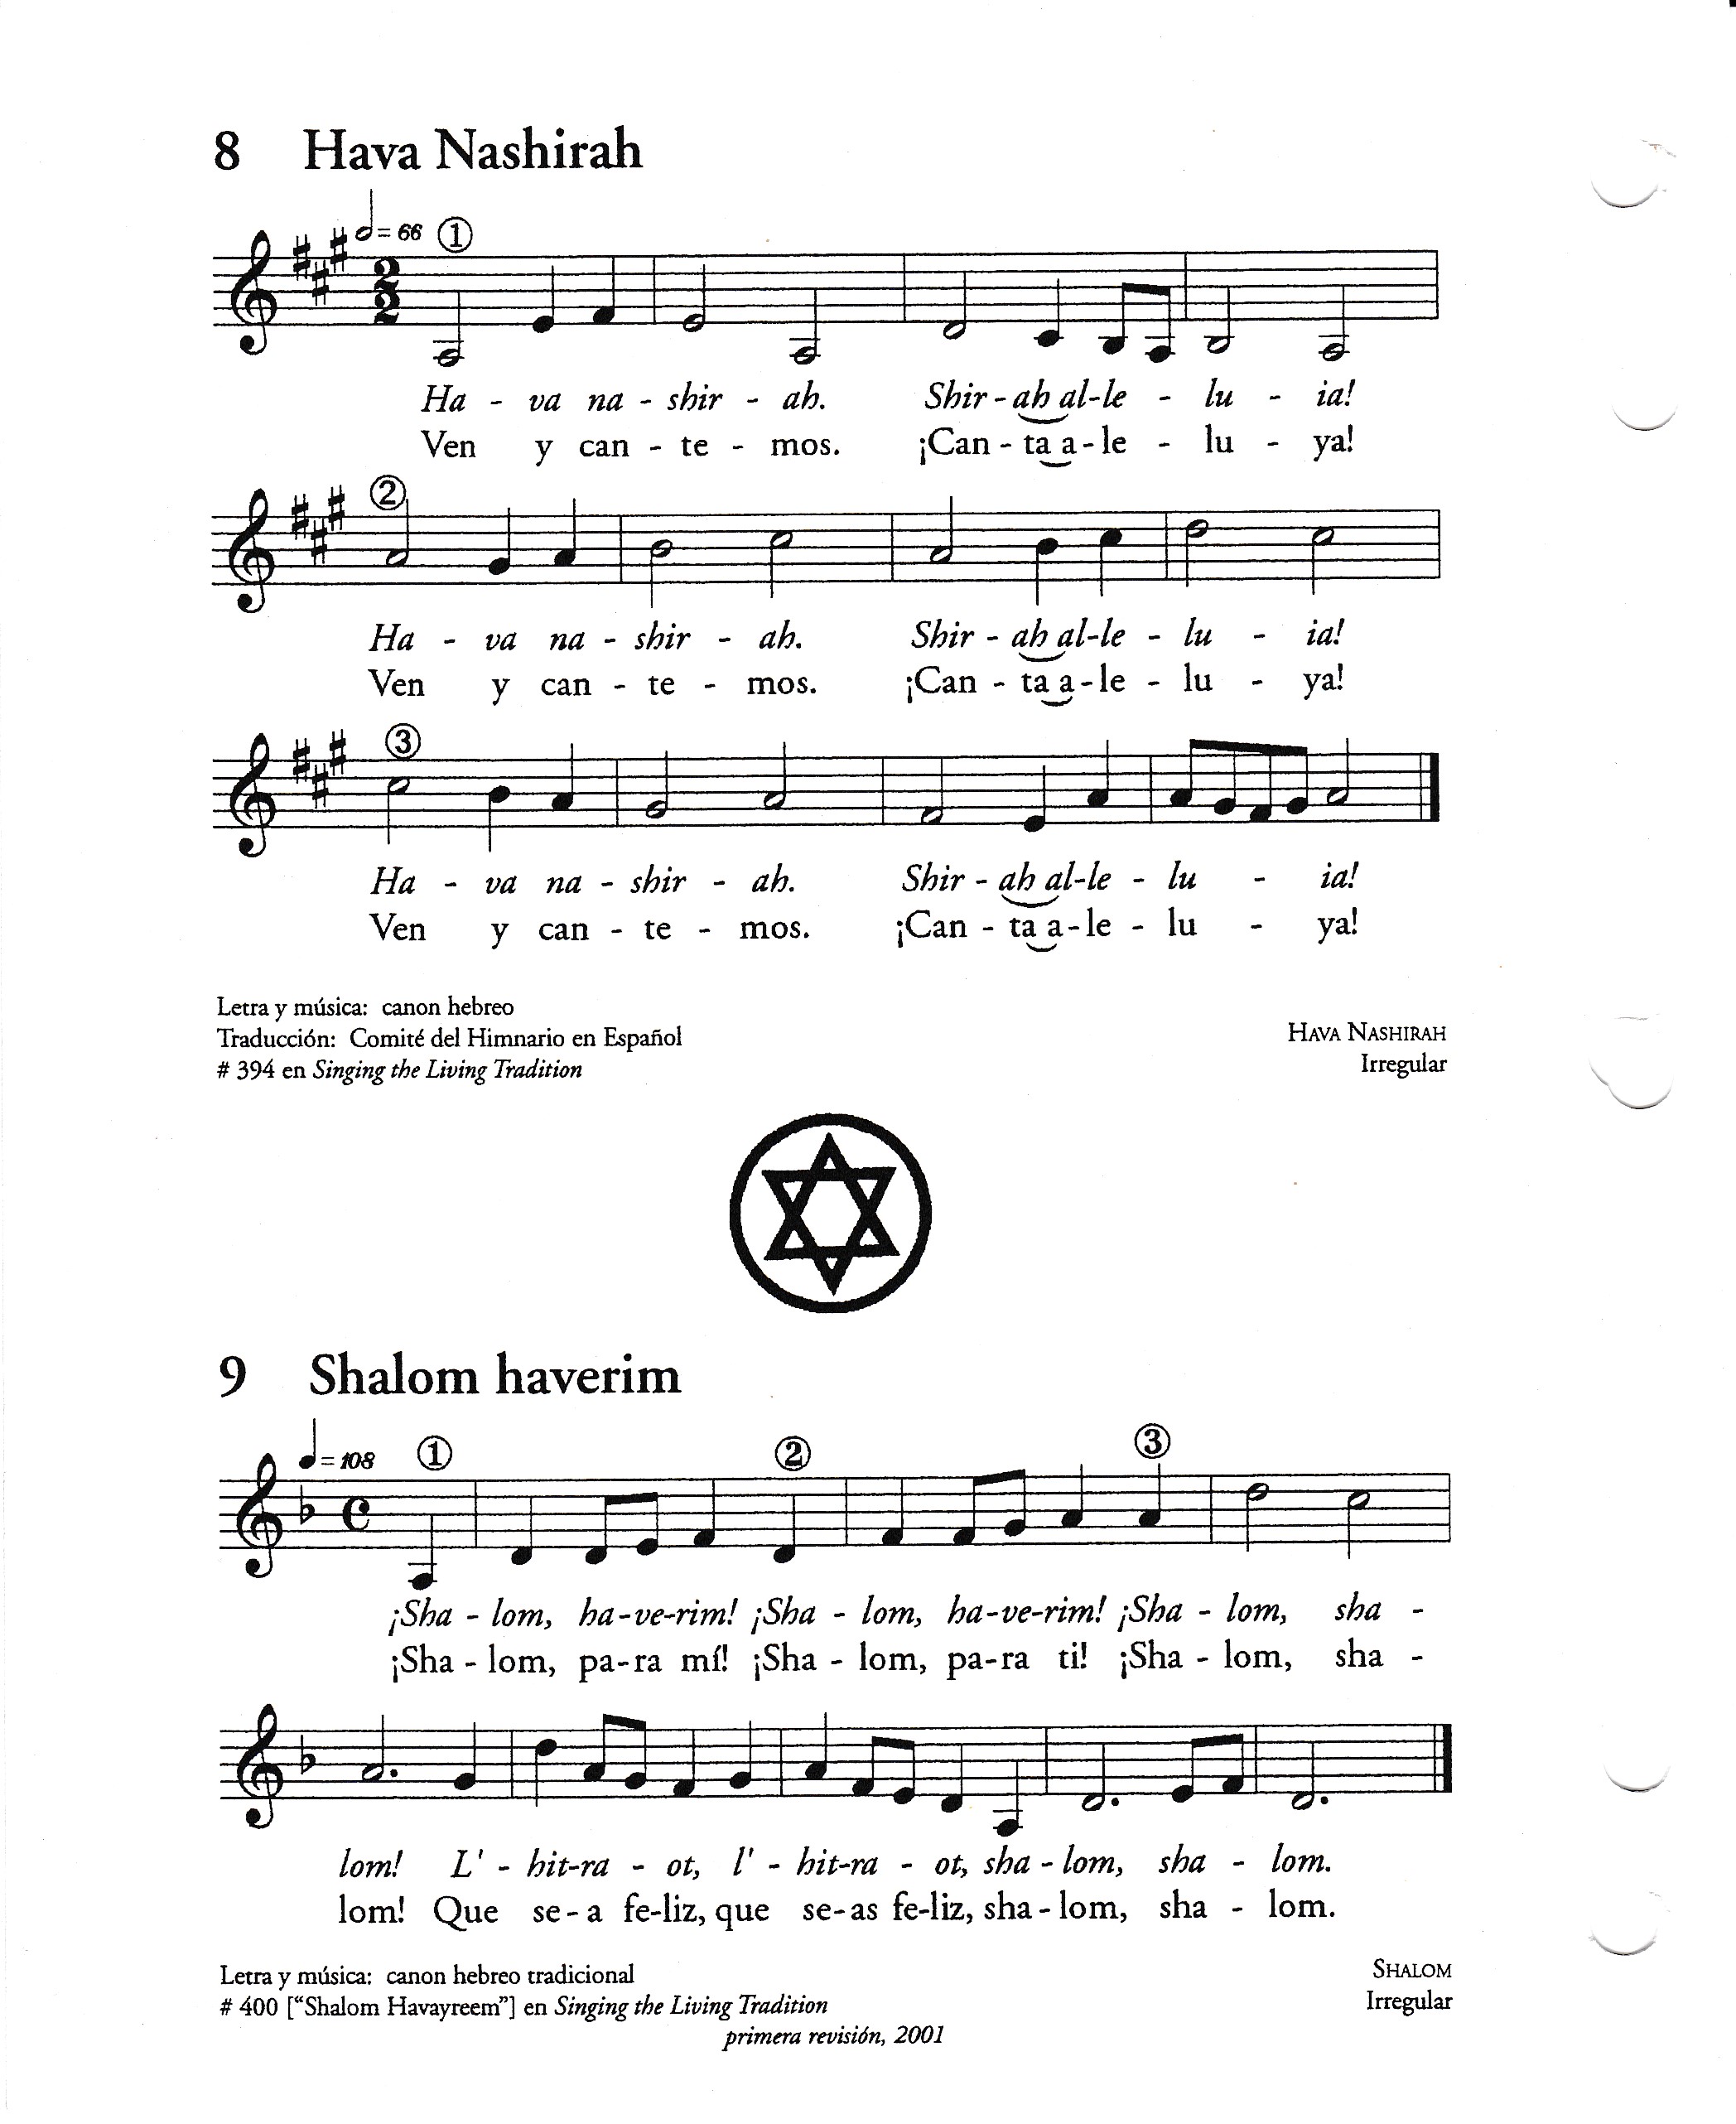 8 Hava Nashirah
= 66 1
2
2
Ha - va na - shir - ah. Shir - ah al-le - lu - ia!
Ven y can - te - mos. ¡Can - ta a - le - lu - ya!
2
Ha - va na - shir - ah. Shir - ah al-le - lu - ia!
Ven y can - te - mos. ¡Can - ta a - le - lu - ya!
3
Ha - va na - shir - ah. Shir - ah al-le - lu - ia!
Ven y can - te - mos. ¡Can - ta a - le - lu - ya!
Letra y música: canon hebreo
Traducción: Comité del Himnario en Español
# 394 en Singing the Living Tradition
HAVA NASHIRAH
Irregular
9 Shalom haverim
= 108 1 2 3
¡Sha - lom, ha-ve-rim! ¡Sha - lom, ha-ve-rim! ¡Sha - lom, sha -
¡Sha - lom, pa-ra mí! ¡Sha - lom, pa-ra ti! ¡Sha - lom, sha -
lom! L' - hit-ra - ot, l' - hit-ra - ot, sha - lom, sha - lom.
lom! Que se - a fe-liz, que se-as fe-liz, sha - lom, sha - lom.
Letra y música: canon hebreo tradicional
# 400 ["Shalom Havayreem"] en Singing the Living Tradition
primera revisión, 2001
SHALOM
Irregular